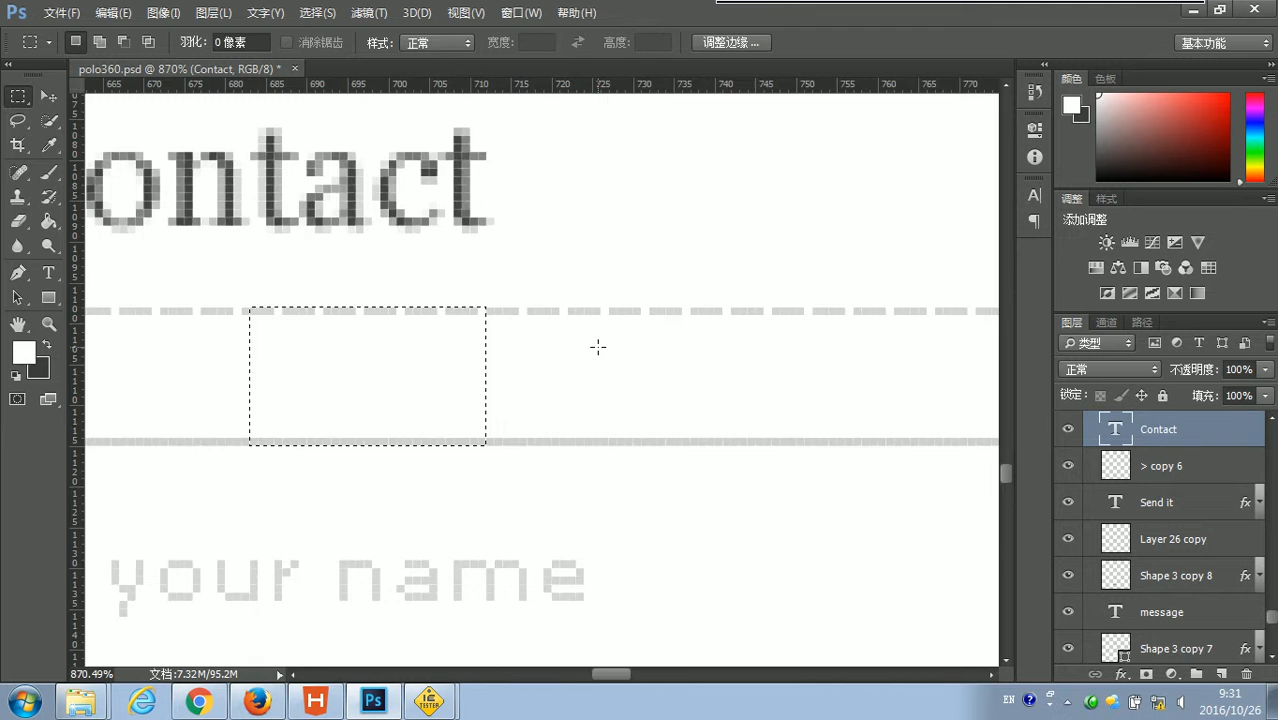 Ps 文件(F) 编辑(E) 图像(I) 图层(L) 文字(Y) 选择(S) 滤镜(T) 3D(D) 视图(V) 窗口(W) 帮助(H)
羽化: 0 像素 消除锯齿 样式: 正常 宽度: 高度: 调整边缘 ... 基本功能
polo360.psd @ 870% (Contact, RGB/8) * ×
665 670 675 680 685 690 695 700 705 710 715 720 725 730 735 740 745 750 755 760 765 770
颜色 色板
ontact
调整 样式
添加调整
图层 通道 路径
类型
正常 不透明度: 100%
锁定: 填充: 100%
T Contact
> copy 6
T Send it fx
Layer 26 copy
Shape 3 copy 8 fx
your name
T message
Shape 3 copy 7 fx
870.49% 文档:7.32M/95.2M
EN 9:31
2016/10/26